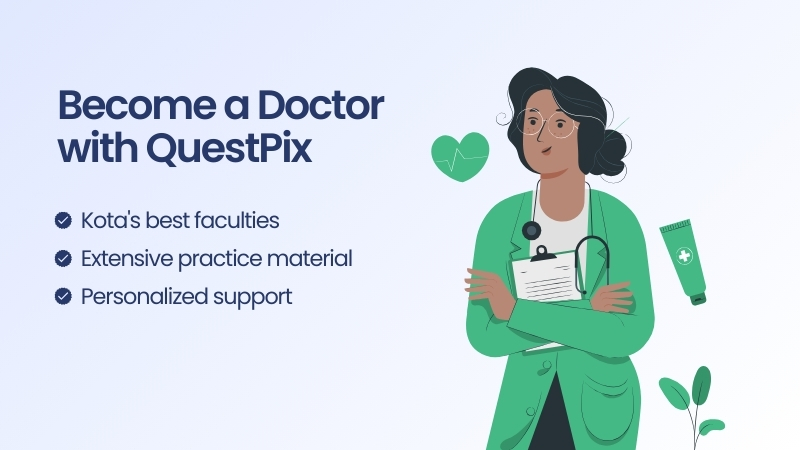 Become a Doctor
with QuestPix
Kota's best faculties
Extensive practice material
Personalized support